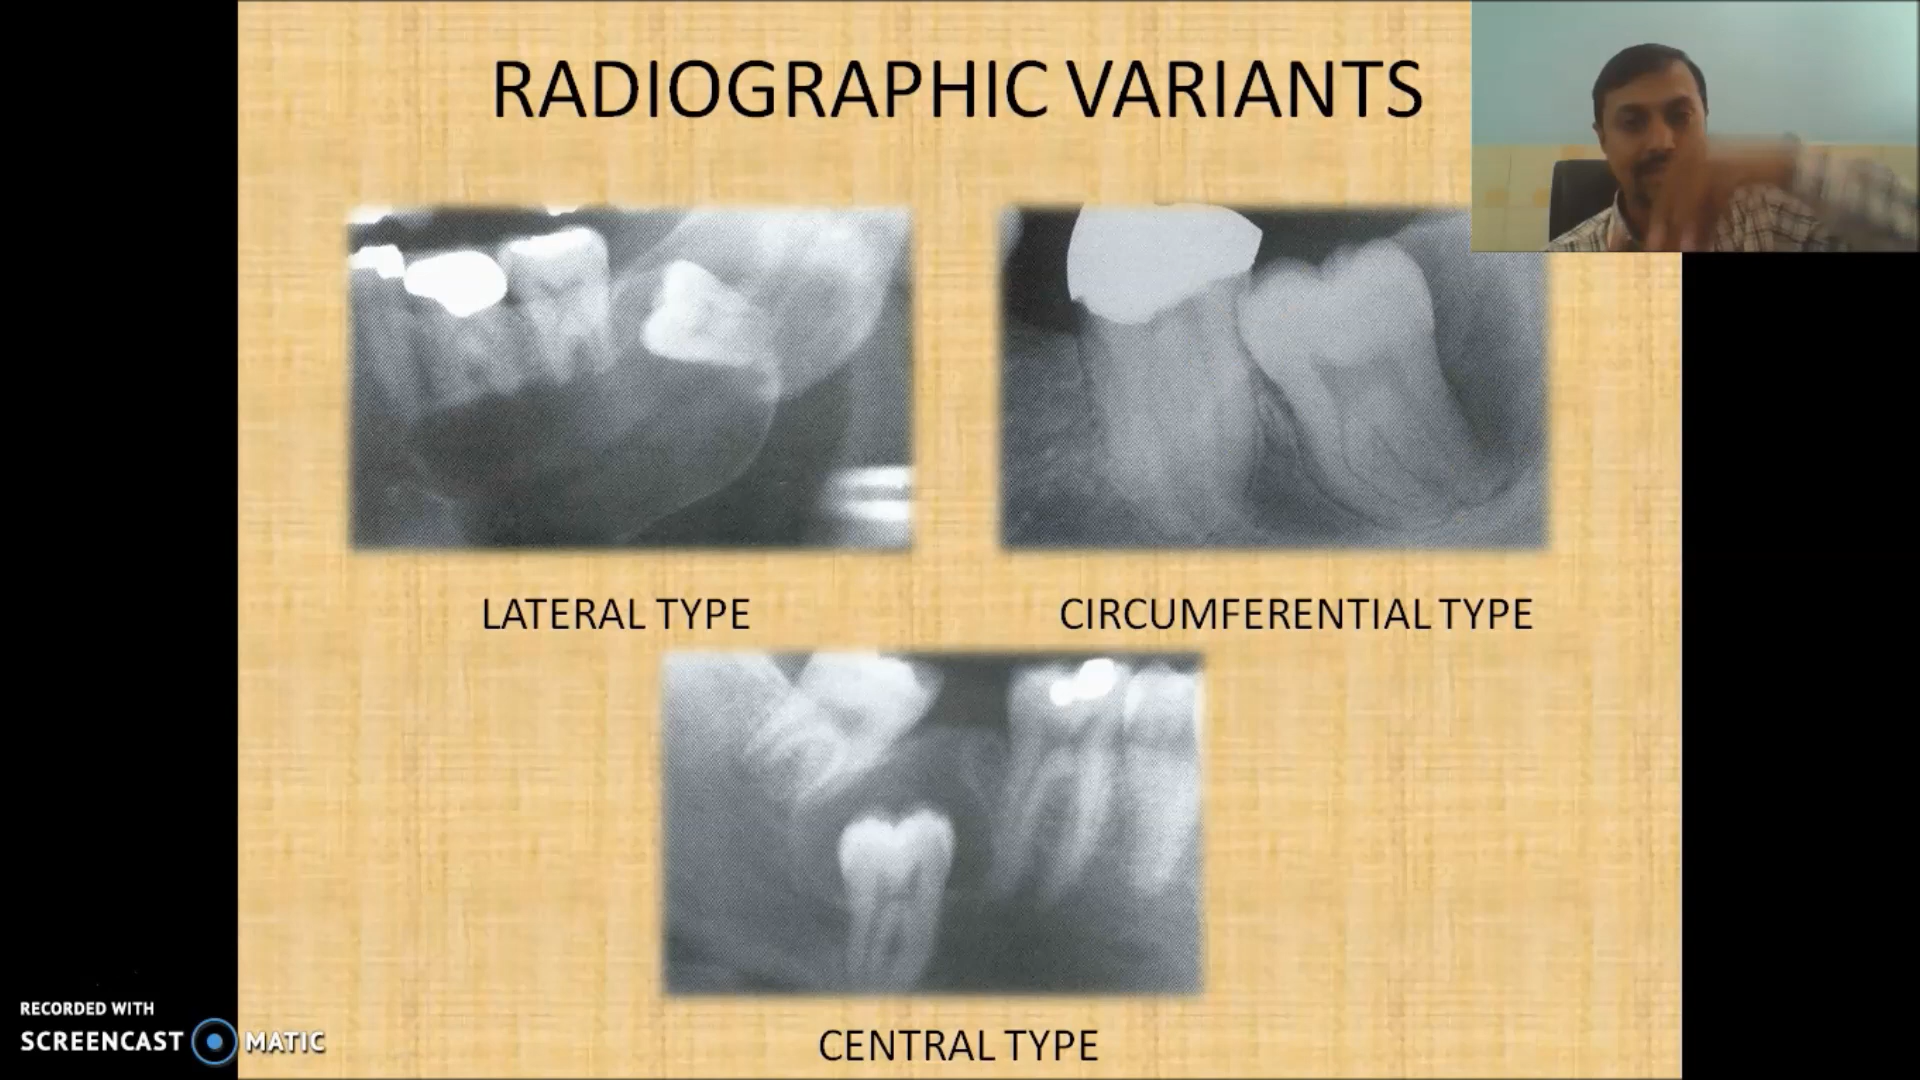 RADIOGRAPHIC VARIANTS
LATERAL TYPE
CIRCUMFERENTIAL TYPE
CENTRAL TYPE
RECORDED WITH
SCREENCAST MATIC